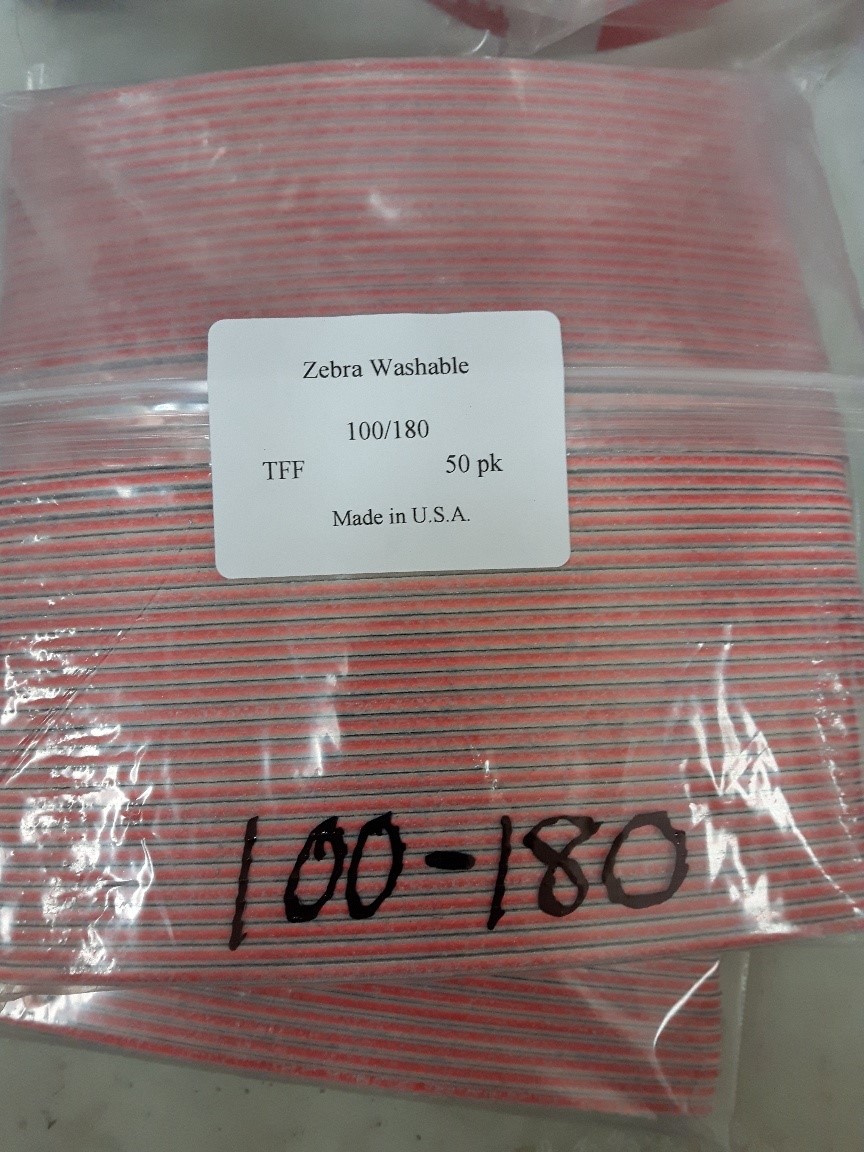 Zebra Washable
100/180
TFF 50 pk
Made in U.S.A.
100-180